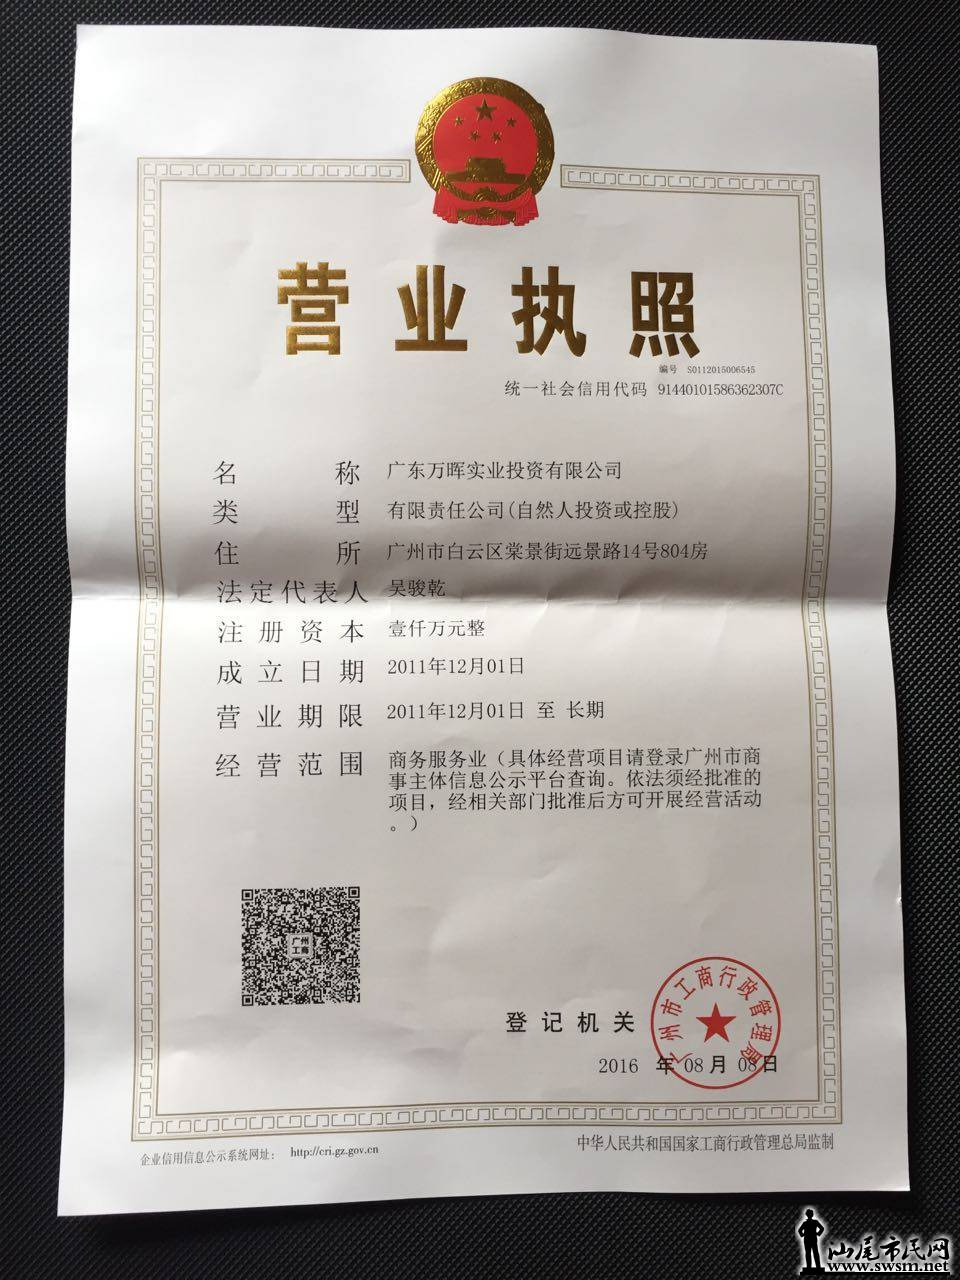 营业执照
编号 S0112015006545
统一社会信用代码 91440101586362307C
名称 广东万晖实业投资有限公司
类型 有限责任公司(自然人投资或控股)
住所 广州市白云区棠景街远景路14号804房
法定代表人 吴骏乾
注册资本 壹仟万元整
成立日期 2011年12月01日
营业期限 2011年12月01日 至 长期
经营范围 商务服务业（具体经营项目请登录广州市商
事主体信息公示平台查询。依法须经批准的
项目，经相关部门批准后方可开展经营活动
。）
广州
工商
登记机关
广州市工商行政管理局
2016 年 08 月 08 日
企业信用信息公示系统网址： http://cri.gz.gov.cn
中华人民共和国国家工商行政管理总局监制
汕尾市民网
www.swsm.net